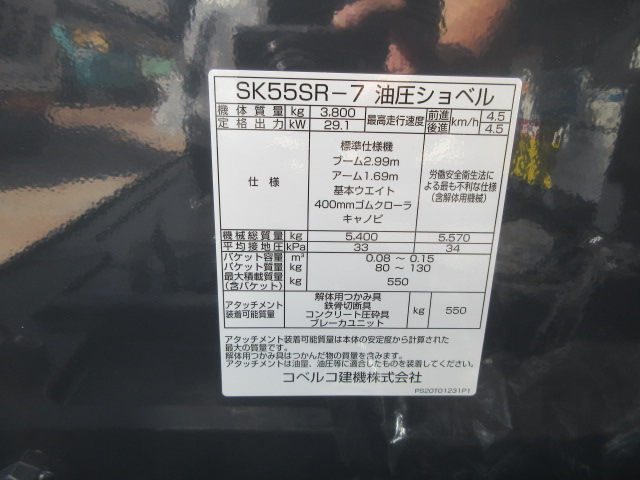 SK55SR-7 油圧ショベル
機体質量 kg 3,800 最高走行速度 前進 km/h 4.5
定格出力 kW 29.1 後進 4.5
仕様 標準仕様機 労働安全衛生法による最も不利な仕様(含解体用機械)
ブーム2.99m
アーム1.69m
基本ウエイト
400mmゴムクローラ
キャノピ
機械総質量 kg 5,400 5,570
平均接地圧 kPa 33 34
バケット容量 m³ 0.08 ~ 0.15
バケット質量 kg 80 ~ 130
最大積載質量(含バケット) kg 550
アタッチメント装着可能質量 解体用つかみ具 kg 550
鉄骨切断具
コンクリート圧砕具
ブレーカユニット
アタッチメント装着可能質量は本体の安定度から計算された
最大の質量です。
解体用つかみ具はつかんだ物の質量を含みます。
アタッチメントは油量、油圧等に適合したものを装着してください。
コベルコ建機株式会社
PS20T01231P1